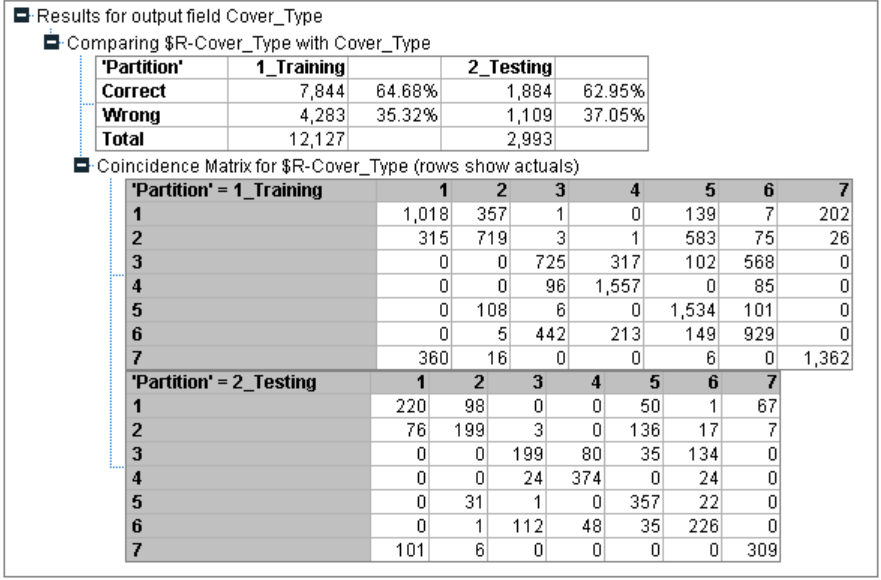 Results for output field Cover_Type
Comparing $R-Cover_Type with Cover_Type
'Partition' 1_Training 2_Testing
Correct 7,844 64.68% 1,884 62.95%
Wrong 4,283 35.32% 1,109 37.05%
Total 12,127 2,993
Coincidence Matrix for $R-Cover_Type (rows show actuals)
'Partition' = 1_Training 1 2 3 4 5 6 7
1 1,018 357 1 0 139 7 202
2 315 719 3 1 583 75 26
3 0 0 725 317 102 568 0
4 0 0 96 1,557 0 85 0
5 0 108 6 0 1,534 101 0
6 0 5 442 213 149 929 0
7 360 16 0 0 6 0 1,362
'Partition' = 2_Testing 1 2 3 4 5 6 7
1 220 98 0 0 50 1 67
2 76 199 3 0 136 17 7
3 0 0 199 80 35 134 0
4 0 0 24 374 0 24 0
5 0 31 1 0 357 22 0
6 0 1 112 48 35 226 0
7 101 6 0 0 0 0 309